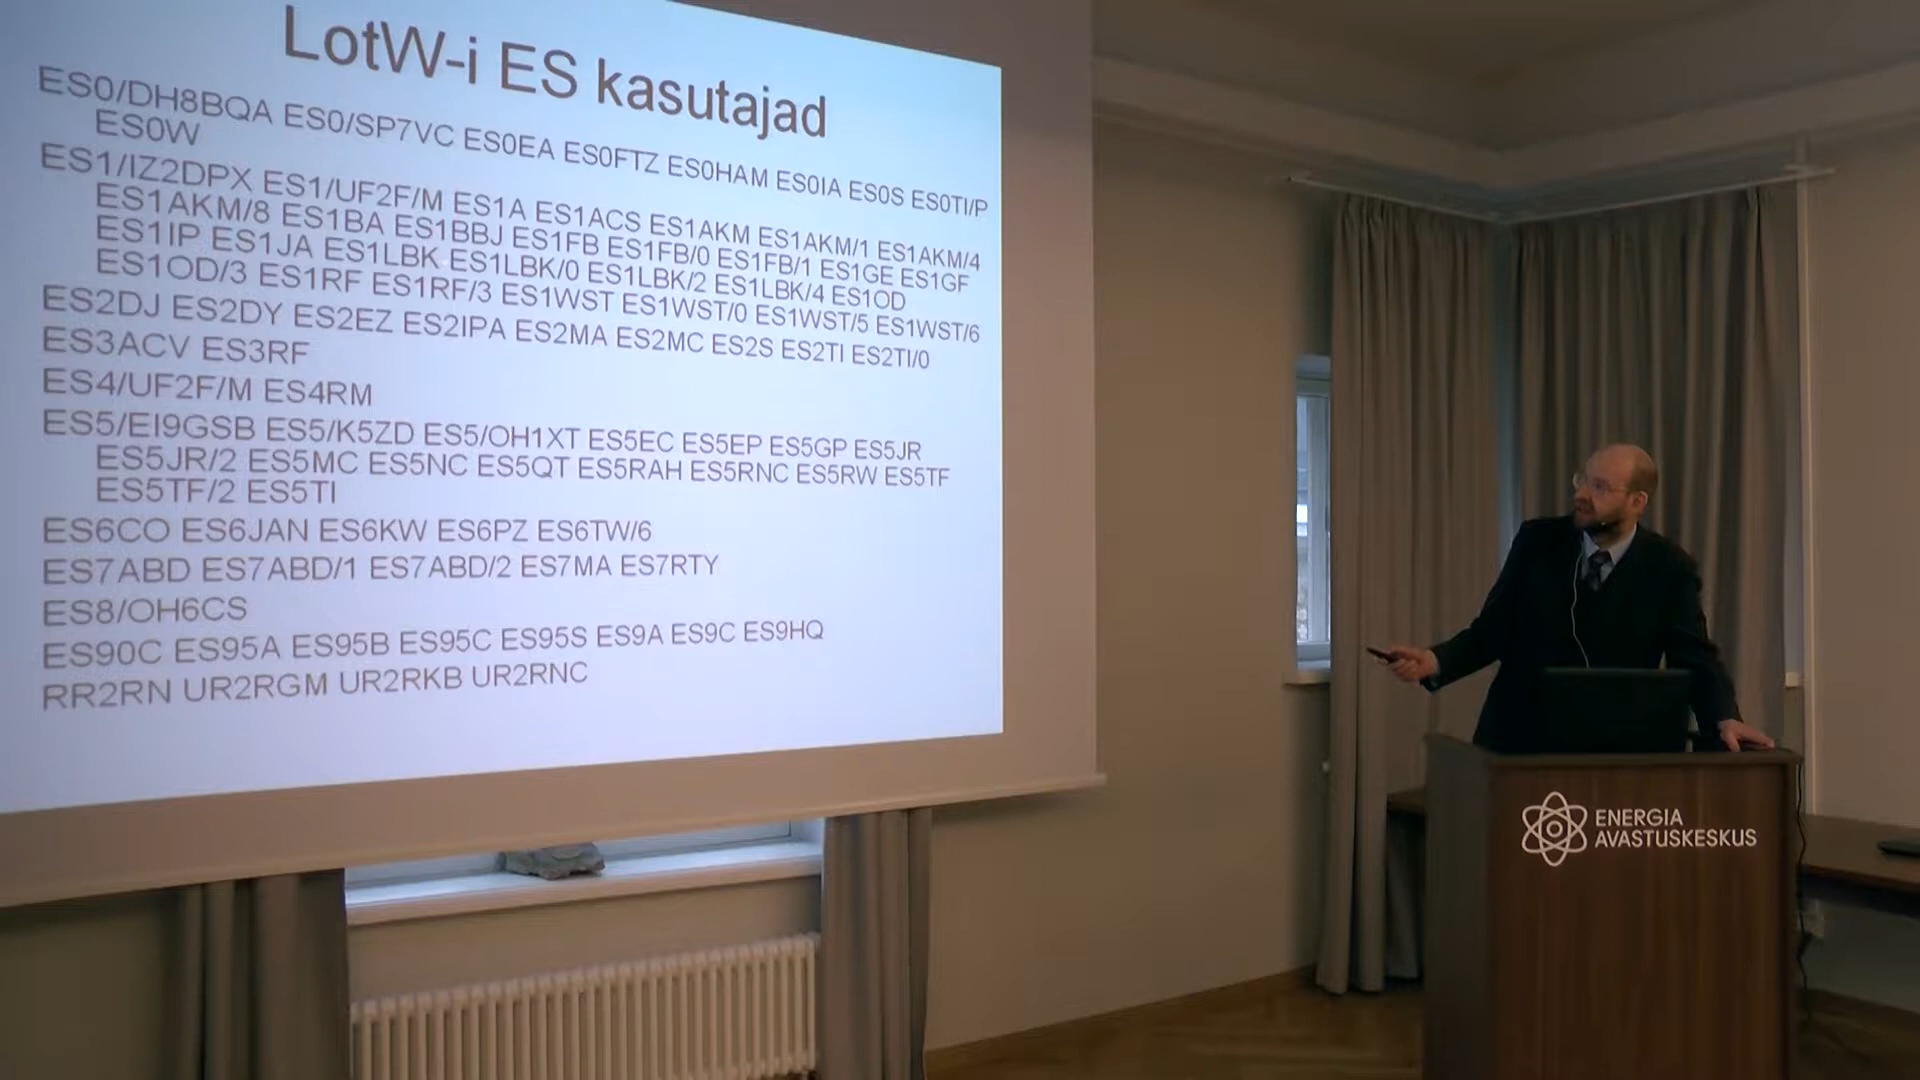 LotW-i ES kasutajad
ES0/DH8BQA ES0/SP7VC ES0EA ES0FTZ ES0HAM ES0IA ES0S ES0TI/P
ES0W
ES1/IZ2DPX ES1/UF2F/M ES1A ES1ACS ES1AKM ES1AKM/1 ES1AKM/4
ES1AKM/8 ES1BA ES1BBJ ES1FB ES1FB/0 ES1FB/1 ES1GE ES1GF
ES1IP ES1JA ES1LBK ES1LBK/0 ES1LBK/2 ES1LBK/4 ES1OD
ES1OD/3 ES1RF ES1RF/3 ES1WST ES1WST/0 ES1WST/5 ES1WST/6
ES2DJ ES2DY ES2EZ ES2IPA ES2MA ES2MC ES2S ES2TI ES2TI/0
ES3ACV ES3RF
ES4/UF2F/M ES4RM
ES5/EI9GSB ES5/K5ZD ES5/OH1XT ES5EC ES5EP ES5GP ES5JR
ES5JR/2 ES5MC ES5NC ES5QT ES5RAH ES5RNC ES5RW ES5TF
ES5TF/2 ES5TI
ES6CO ES6JAN ES6KW ES6PZ ES6TW/6
ES7ABD ES7ABD/1 ES7ABD/2 ES7MA ES7RTY
ES8/OH6CS
ES90C ES95A ES95B ES95C ES95S ES9A ES9C ES9HQ
RR2RN UR2RGM UR2RKB UR2RNC
ENERGIA
AVASTUSKESKUS